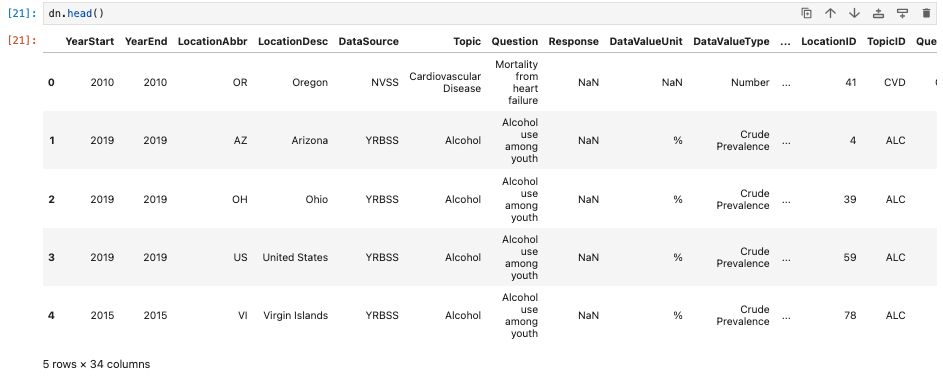 [21]: dn.head()
[21]: YearStart YearEnd LocationAbbr LocationDesc DataSource Topic Question Response DataValueUnit DataValueType ... LocationID TopicID Que
0 2010 2010 OR Oregon NVSS Cardiovascular Disease Mortality from heart failure NaN NaN Number ... 41 CVD
1 2019 2019 AZ Arizona YRBSS Alcohol Alcohol use among youth NaN % Crude Prevalence ... 4 ALC
2 2019 2019 OH Ohio YRBSS Alcohol Alcohol use among youth NaN % Crude Prevalence ... 39 ALC
3 2019 2019 US United States YRBSS Alcohol Alcohol use among youth NaN % Crude Prevalence ... 59 ALC
4 2015 2015 VI Virgin Islands YRBSS Alcohol Alcohol use among youth NaN % Crude Prevalence ... 78 ALC
5 rows × 34 columns